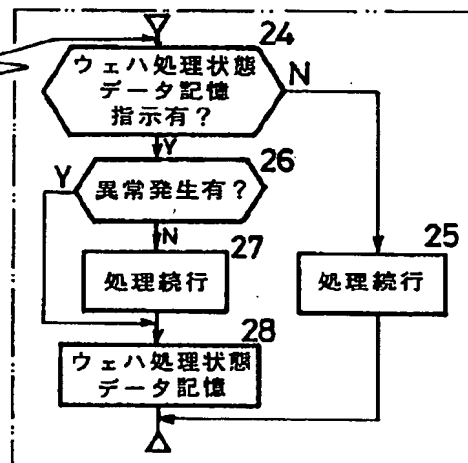 24
ウェハ処理状態
データ記憶
指示有?
N
Y
26
Y
異常発生有?
N
27
処理続行
25
処理続行
28
ウェハ処理状態
データ記憶